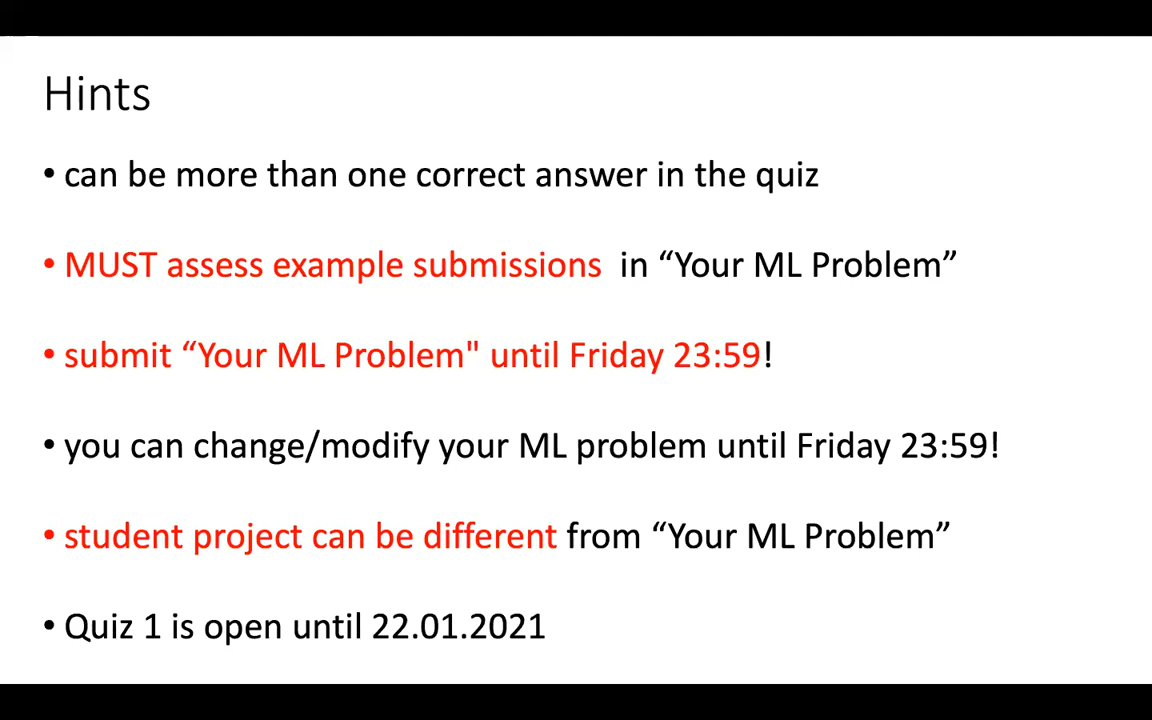 Hints
• can be more than one correct answer in the quiz
• MUST assess example submissions in “Your ML Problem”
• submit “Your ML Problem" until Friday 23:59!
• you can change/modify your ML problem until Friday 23:59!
• student project can be different from “Your ML Problem”
• Quiz 1 is open until 22.01.2021